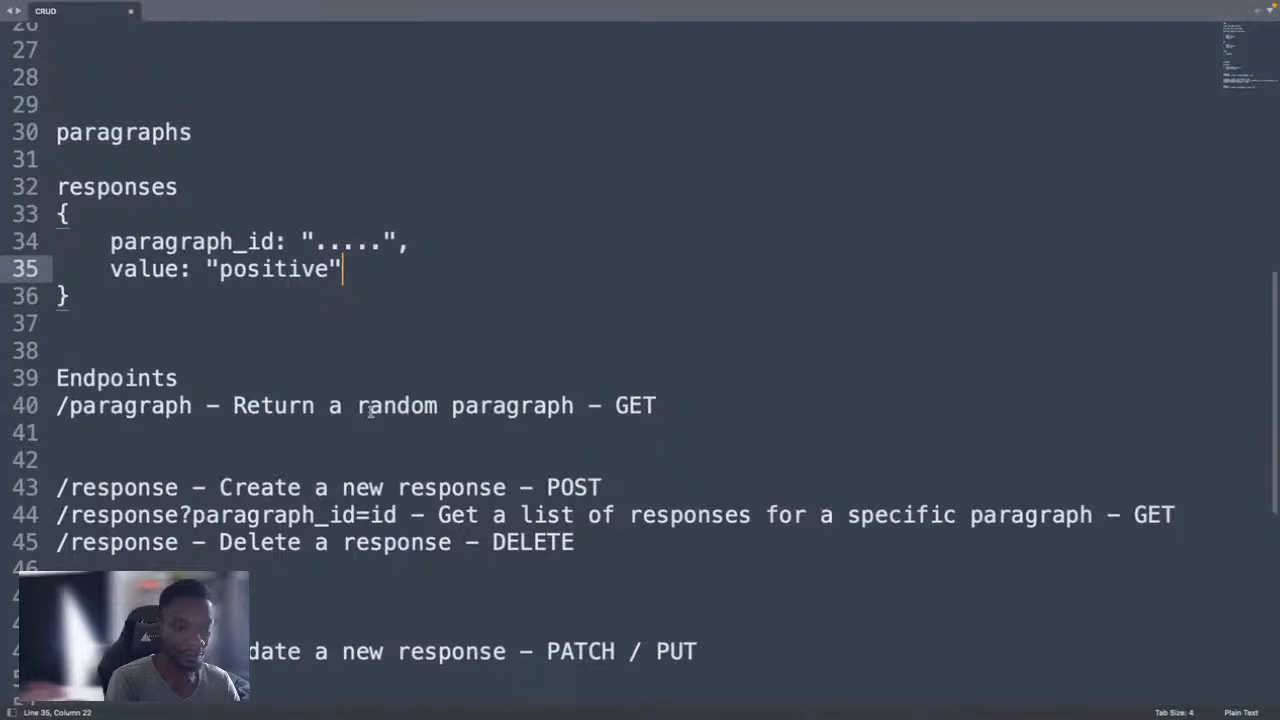 CRUD
26
27
28
29
30 paragraphs
31
32 responses
33 {
34 paragraph_id: ".....",
35 value: "positive"
36 }
37
38
39 Endpoints
40 /paragraph – Return a random paragraph – GET
41
42
43 /response – Create a new response – POST
44 /response?paragraph_id=id – Get a list of responses for a specific paragraph – GET
45 /response – Delete a response – DELETE
46
date a new response – PATCH / PUT
Line 35, Column 22
Tab Size: 4
Plain Text